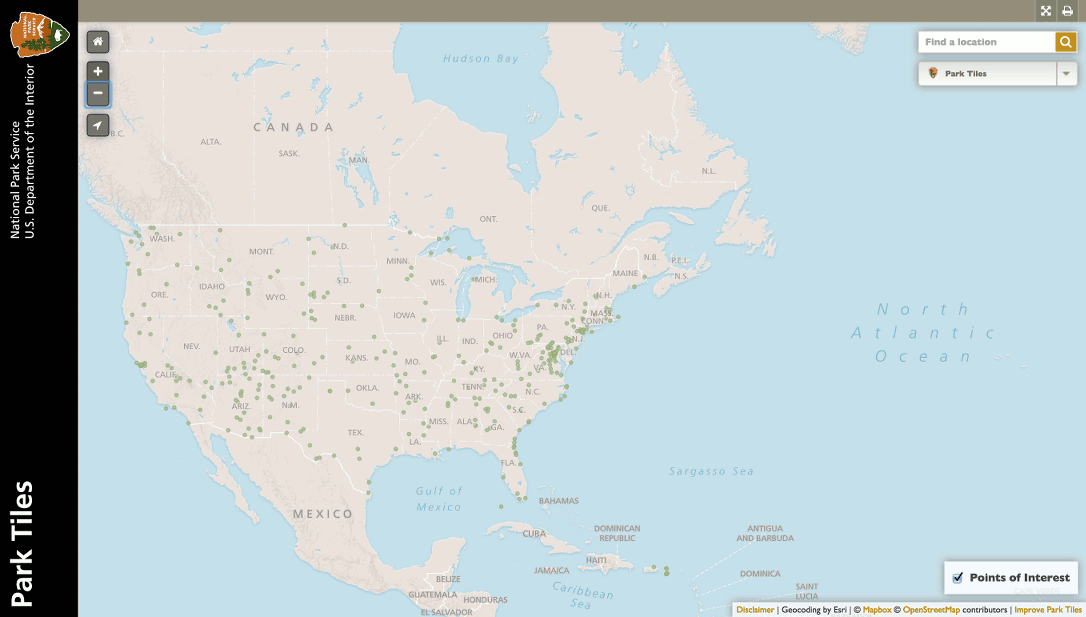 NATIONAL
PARK
SERVICE
National Park Service
U.S. Department of the Interior
Park Tiles
Find a location
Park Tiles
Hudson Bay
CANADA
B.C.
ALTA.
SASK.
MAN.
ONT.
QUE.
N.L.
N.B.
P.E.I.
N.S.
MAINE
WASH.
MONT.
N.D.
MINN.
ORE.
IDAHO
WYO.
S.D.
WIS.
MICH.
N.H.
N.Y.
MASS.
CONN.
NEBR.
IOWA
NEV.
UTAH
COLO.
ILL.
IND.
OHIO
PA.
N.J.
DEL.
W.VA.
VA.
CALIF.
KANS.
MO.
KY.
ARIZ.
N.M.
OKLA.
ARK.
TENN.
N.C.
S.C.
TEX.
LA.
MISS.
ALA.
GA.
FLA.
North
Atlantic
Ocean
Sargasso Sea
Gulf of
Mexico
MEXICO
BAHAMAS
CUBA
DOMINICAN
REPUBLIC
HAITI
JAMAICA
ANTIGUA
AND BARBUDA
DOMINICA
SAINT
LUCIA
BELIZE
GUATEMALA
HONDURAS
EL SALVADOR
Caribbean
Sea
Points of Interest
Disclaimer | Geocoding by Esri | © Mapbox © OpenStreetMap contributors | Improve Park Tiles